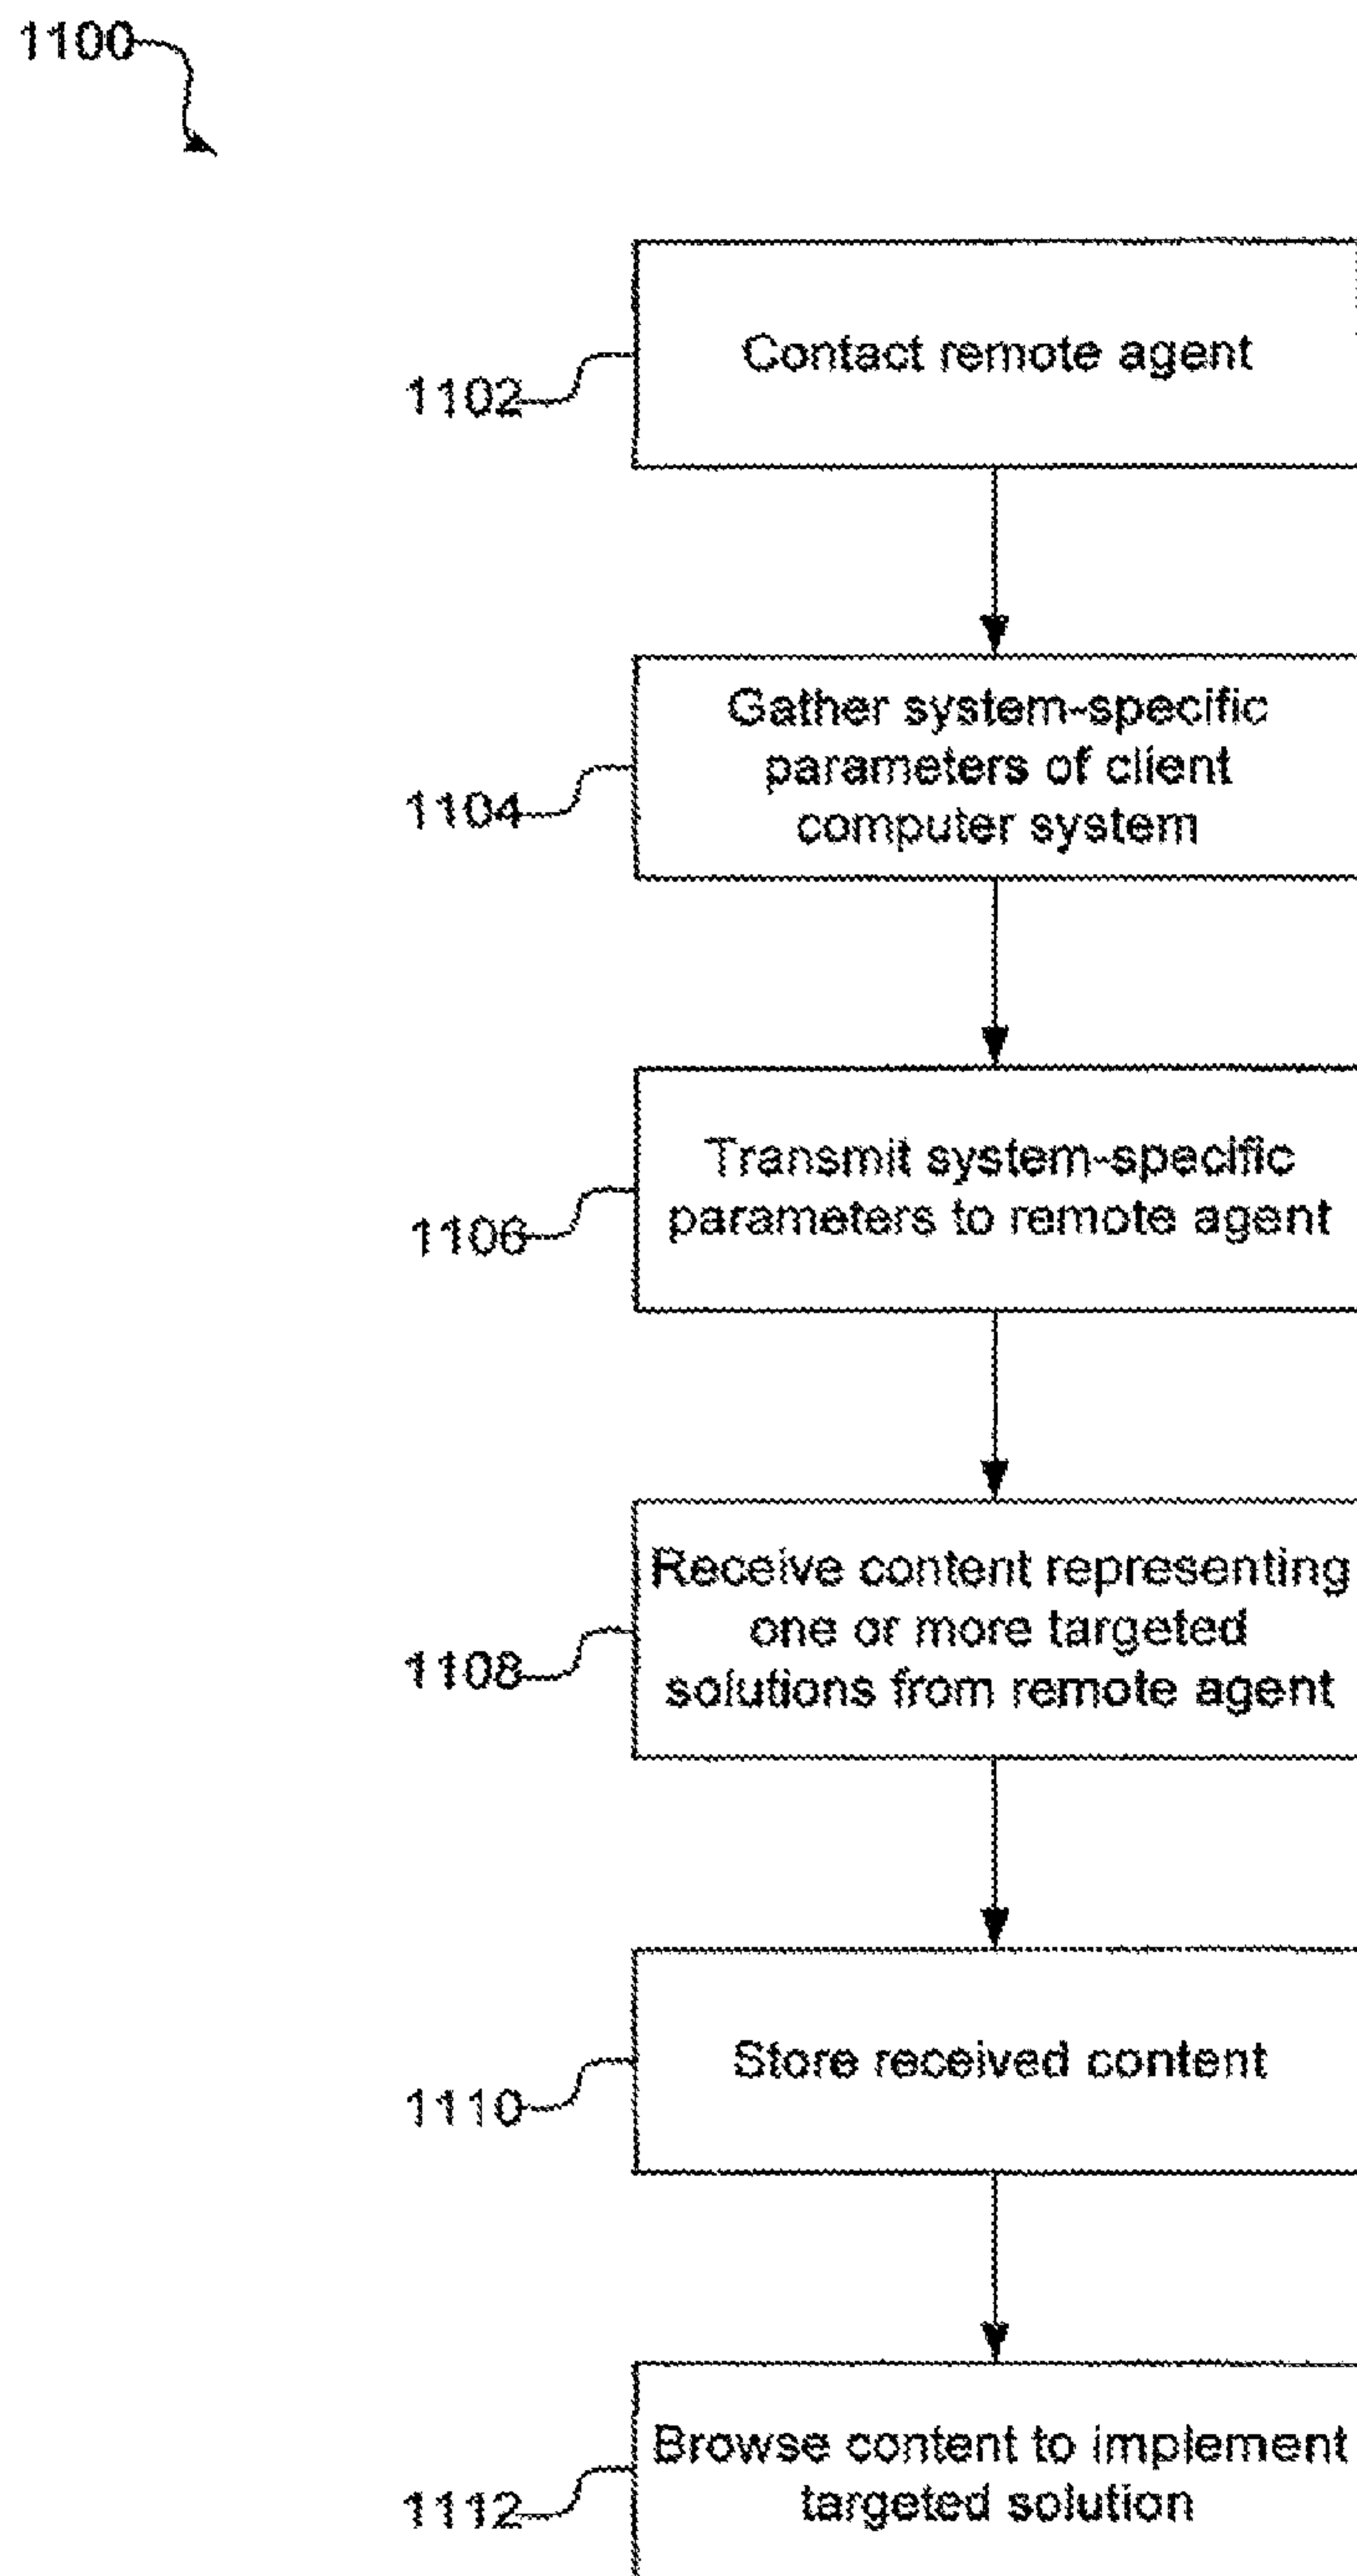 1100
Contact remote agent
1102
Gather system-specific
parameters of client
computer system
1104
Transmit system-specific
parameters to remote agent
1106
Receive content representing
one or more targeted
solutions from remote agent
1108
Store received content
1110
Browse content to implement
targeted solution
1112